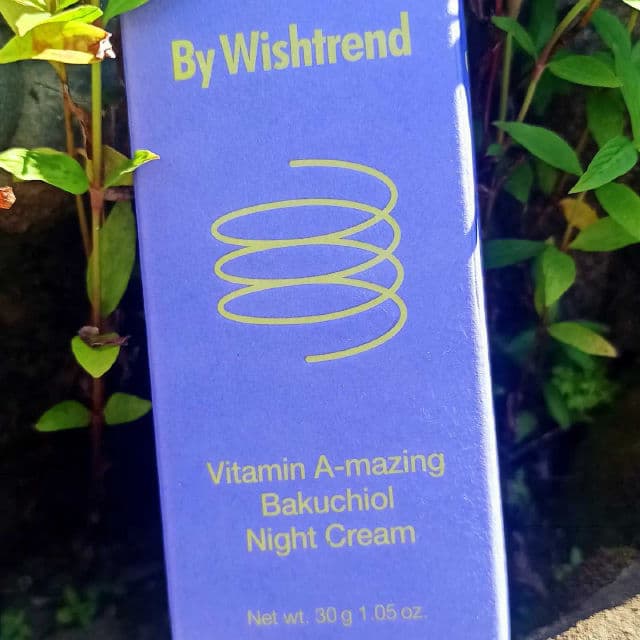 By Wishtrend
Vitamin A-mazing
Bakuchiol
Night Cream
Net wt. 30 g 1.05 oz.